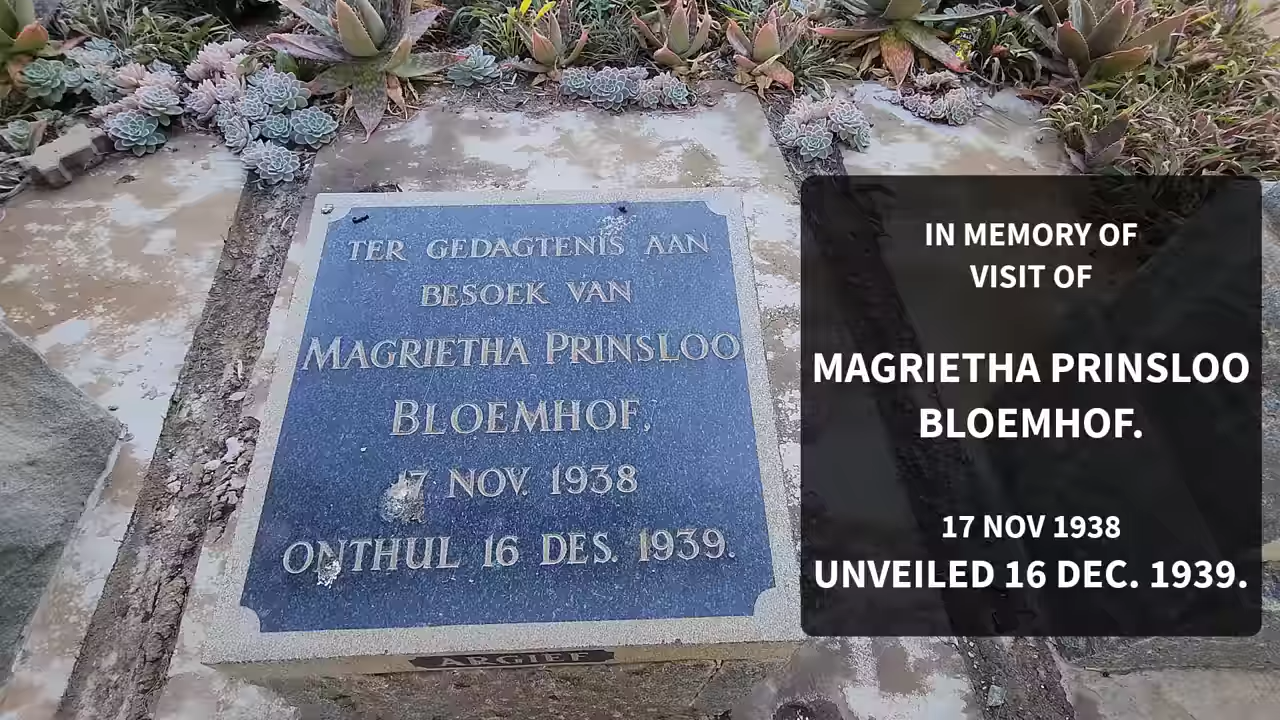 TER GEDAGTENIS AAN
BESOEK VAN
MAGRIETHA PRINSLOO
BLOEMHOF.
17 NOV. 1938
ONTHUL 16 DES. 1939.
ARGIEF
IN MEMORY OF
VISIT OF
MAGRIETHA PRINSLOO
BLOEMHOF.
17 NOV 1938
UNVEILED 16 DEC. 1939.